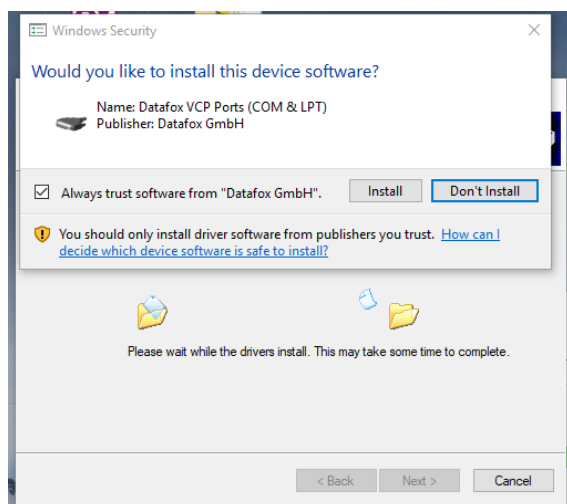 Windows Security
Would you like to install this device software?
Name: Datafox VCP Ports (COM & LPT)
Publisher: Datafox GmbH
Always trust software from "Datafox GmbH".
Install
Don't Install
You should only install driver software from publishers you trust. How can I
decide which device software is safe to install?
Please wait while the drivers install. This may take some time to complete.
< Back
Next >
Cancel